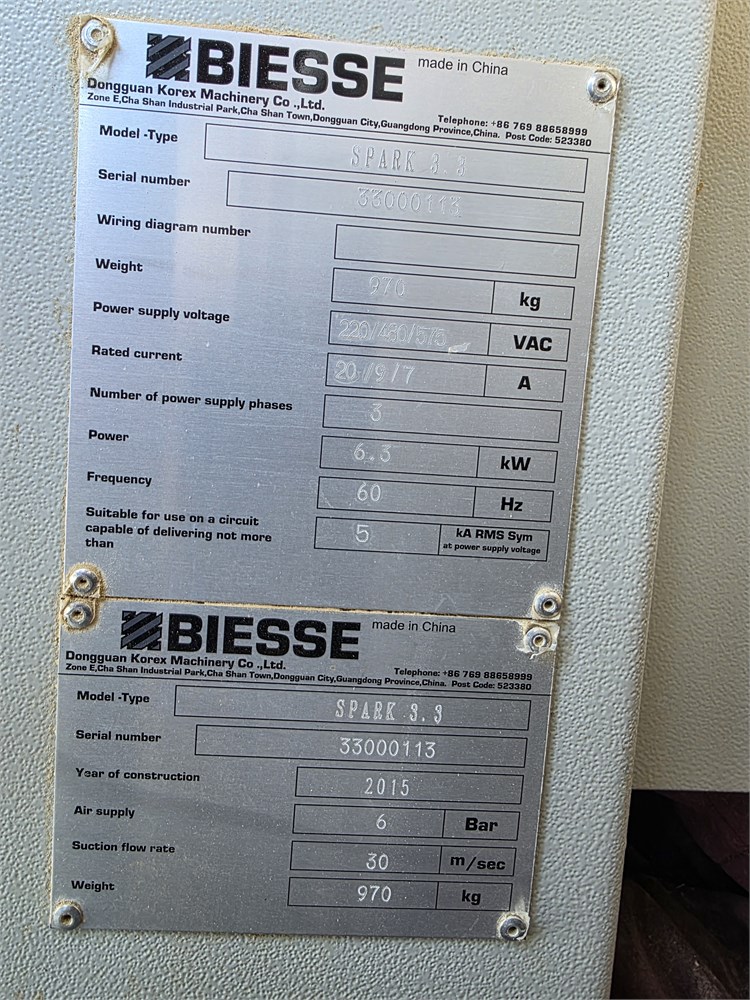 BIESSE made in China
Dongguan Korex Machinery Co .,Ltd.
Zone E,Cha Shan Industrial Park,Cha Shan Town,Dongguan City,Guangdong Province,China. Post Code: 523380
Telephone: +86 769 88658999
Model -Type SPARK 3.3
Serial number 33000113
Wiring diagram number
Weight 970 kg
Power supply voltage 220/480/575 VAC
Rated current 20/9/7 A
Number of power supply phases 3
Power 6.3 kW
Frequency 60 Hz
Suitable for use on a circuit
capable of delivering not more
than
5 kA RMS Sym
at power supply voltage
BIESSE made in China
Dongguan Korex Machinery Co .,Ltd.
Telephone: +86 769 88658999
Zone E,Cha Shan Industrial Park,Cha Shan Town,Dongguan City,Guangdong Province,China. Post Code: 523380
Model -Type SPARK 3.3
Serial number 33000113
Year of construction 2015
Air supply 6 Bar
Suction flow rate 30 m/sec
Weight 970 kg